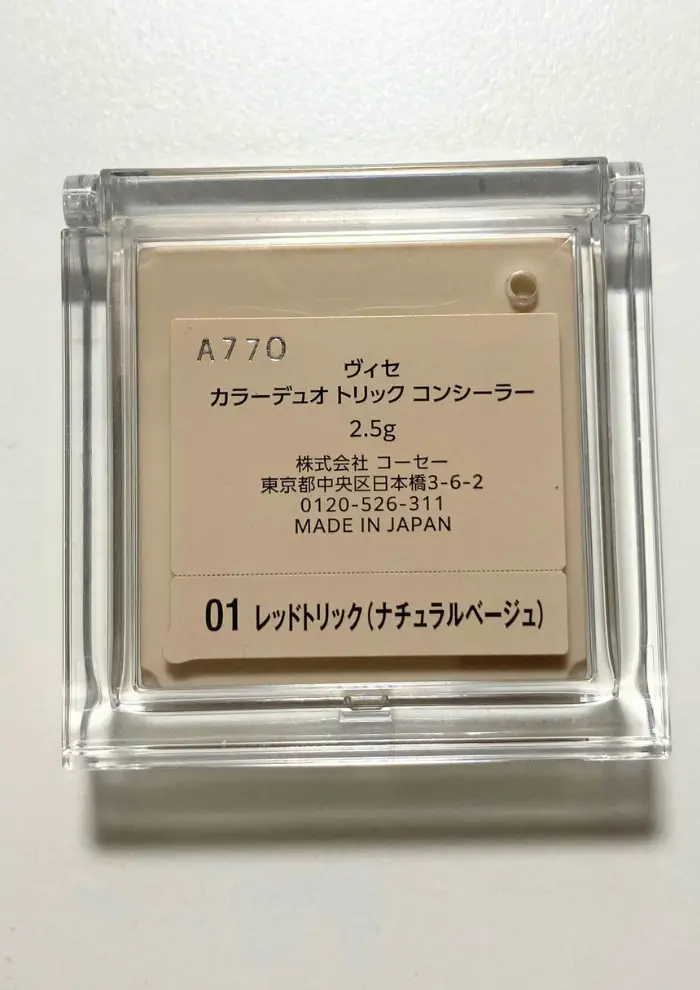 A770
ヴィセ
カラーデュオ トリック コンシーラー
2.5g
株式会社 コーセー
東京都中央区日本橋3-6-2
0120-526-311
MADE IN JAPAN
01 レッドトリック(ナチュラルベージュ)